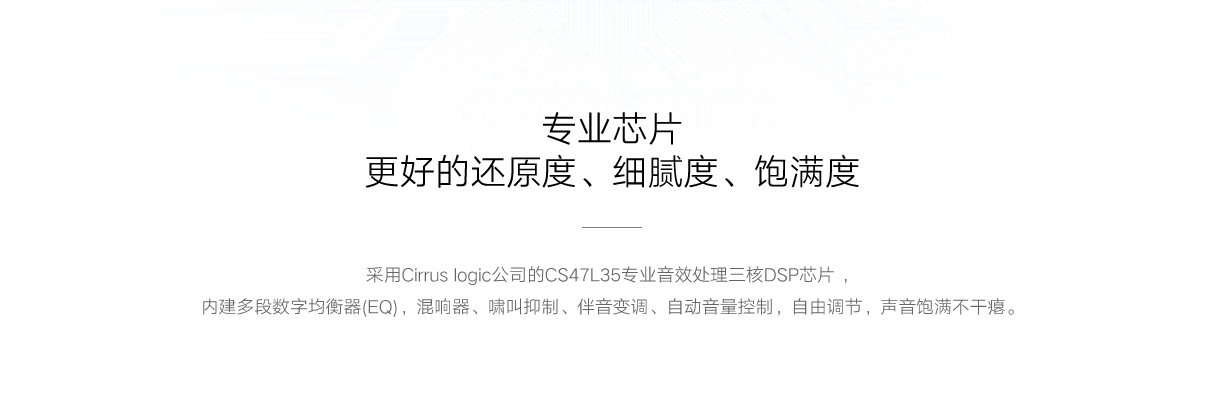 专业芯片
更好的还原度、细腻度、饱满度
采用Cirrus logic公司的CS47L35专业音效处理三核DSP芯片，
内建多段数字均衡器(EQ)，混响器、啸叫抑制、伴音变调、自动音量控制，自由调节，声音饱满不干瘪。